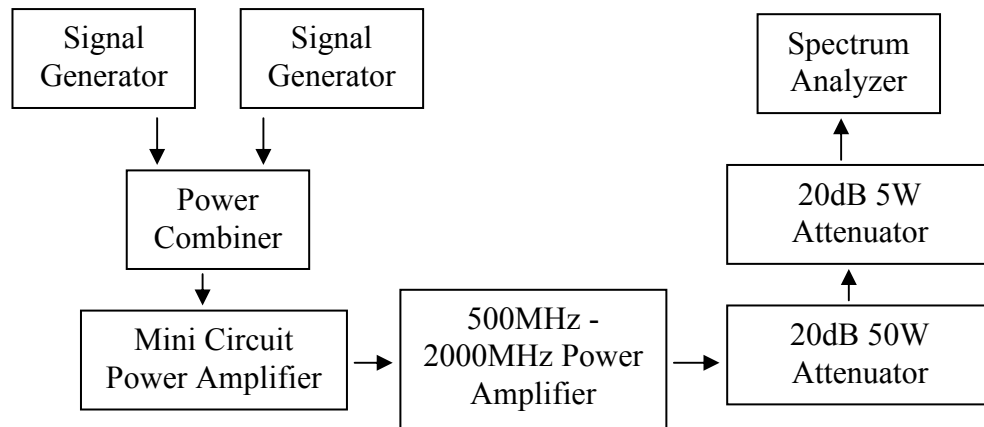 Signal
Generator
Signal
Generator
Spectrum
Analyzer
Power
Combiner
20dB 5W
Attenuator
Mini Circuit
Power Amplifier
500MHz -
2000MHz Power
Amplifier
20dB 50W
Attenuator